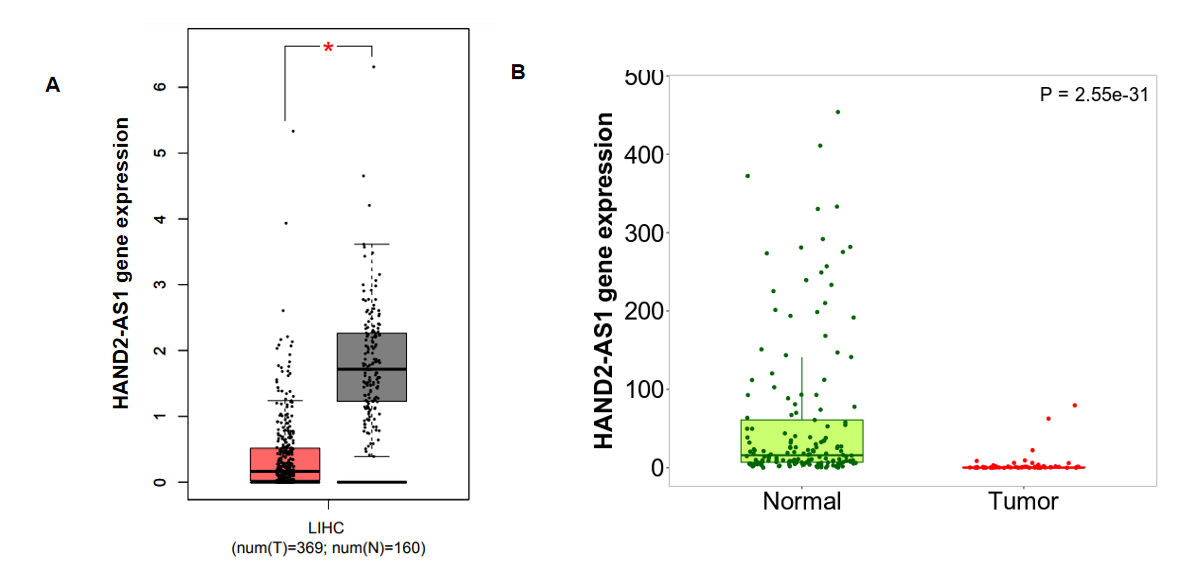 A
HAND2-AS1 gene expression
6
5
4
3
2
1
0
*
LIHC
(num(T)=369; num(N)=160)
B
HAND2-AS1 gene expression
500
400
300
200
100
0
P = 2.55e-31
Normal
Tumor